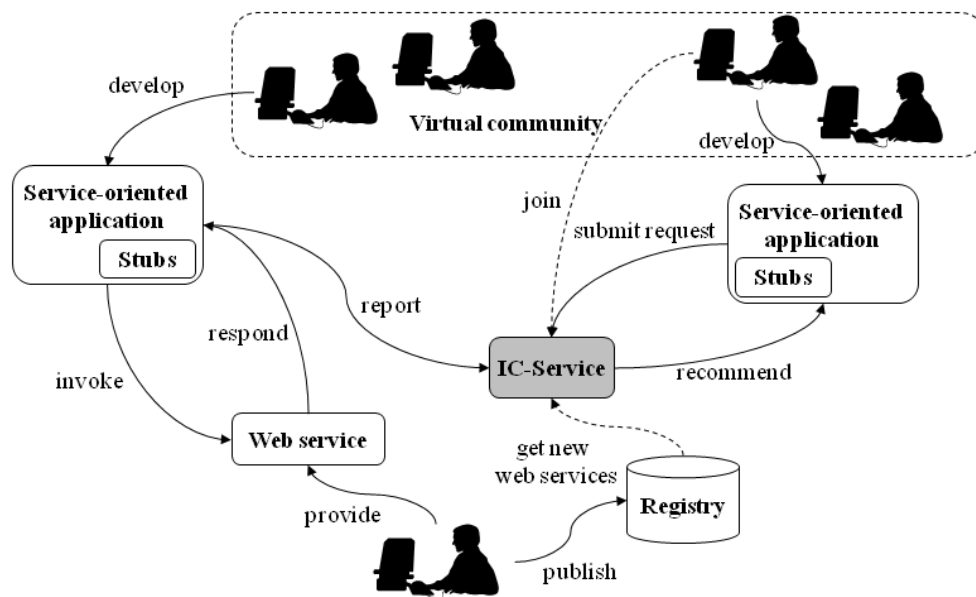 develop
Virtual community
develop
Service-oriented
application
Stubs
join
submit request
Service-oriented
application
Stubs
report
respond
invoke
IC-Service
recommend
Web service
get new
web services
Registry
provide
publish